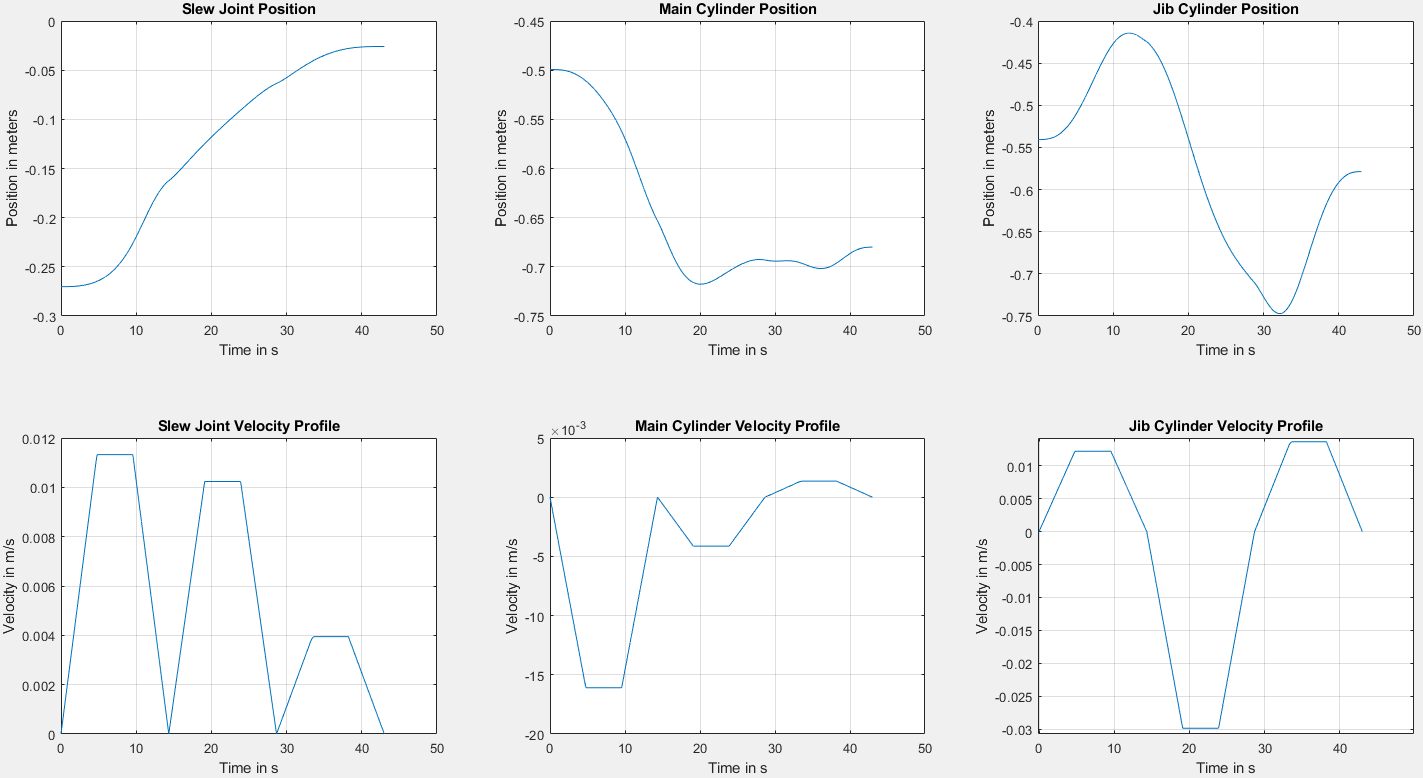 Slew Joint Position
0
-0.05
-0.1
-0.15
-0.2
-0.25
-0.3
Position in meters
0 10 20 30 40 50
Time in s
Main Cylinder Position
-0.45
-0.5
-0.55
-0.6
-0.65
-0.7
-0.75
Position in meters
0 10 20 30 40 50
Time in s
Jib Cylinder Position
-0.4
-0.45
-0.5
-0.55
-0.6
-0.65
-0.7
-0.75
Position in meters
0 10 20 30 40 50
Time in s
Slew Joint Velocity Profile
0.012
0.01
0.008
0.006
0.004
0.002
0
Velocity in m/s
0 10 20 30 40 50
Time in s
Main Cylinder Velocity Profile
×10⁻³
5
0
-5
-10
-15
-20
Velocity in m/s
0 10 20 30 40 50
Time in s
Jib Cylinder Velocity Profile
0.01
0.005
0
-0.005
-0.01
-0.015
-0.02
-0.025
-0.03
Velocity in m/s
0 10 20 30 40
Time in s